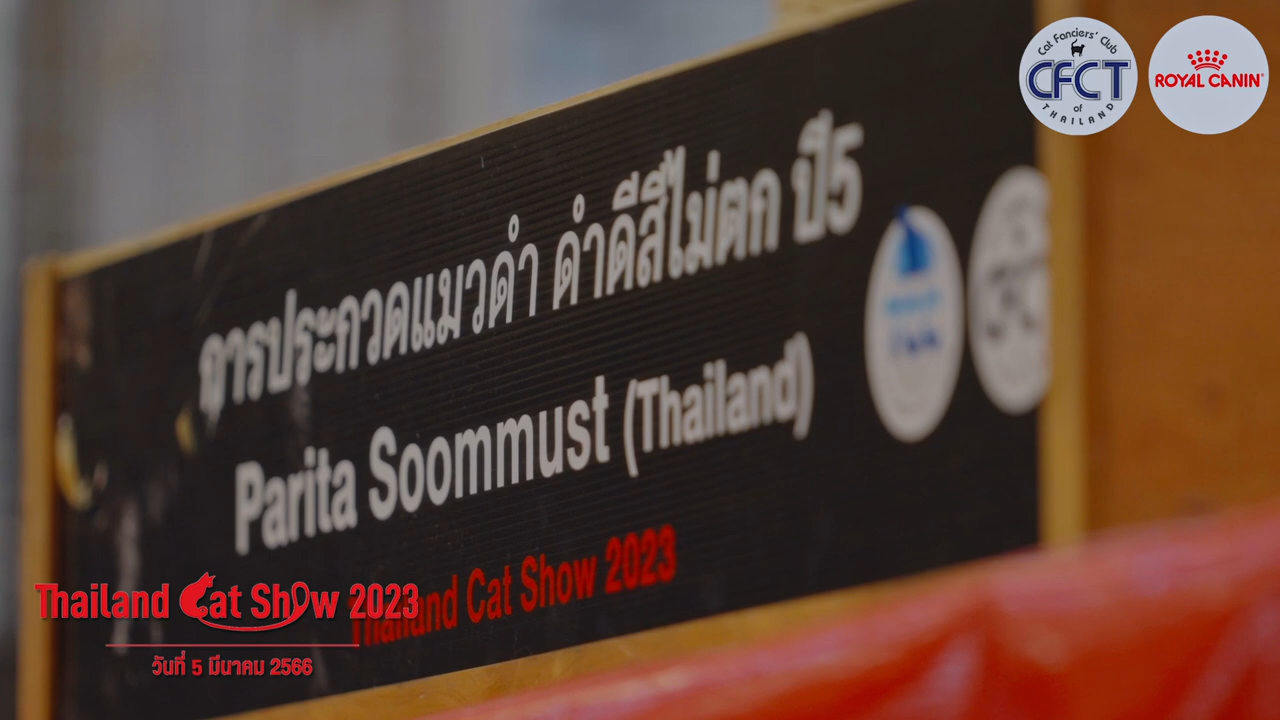 Cat Fanciers' Club
CFCT
of
THAILAND
ROYAL CANIN
การประกวดแมวดำ ดำดีสีไม่ตก ปี5
Parita Soommust (Thailand)
Thailand Cat Show 2023
Thailand Cat Show 2023
วันที่ 5 มีนาคม 2566